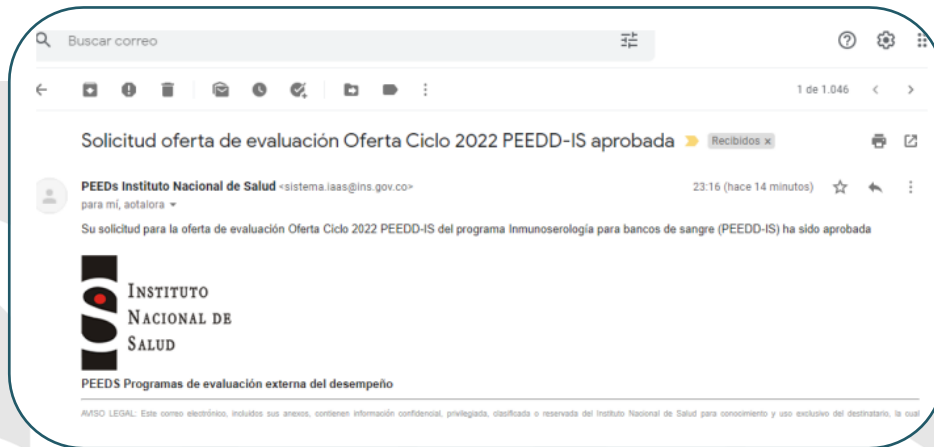 Buscar correo
1 de 1.046
Solicitud oferta de evaluación Oferta Ciclo 2022 PEEDD-IS aprobada Recibidos x
PEEDs Instituto Nacional de Salud <sistema.iaas@ins.gov.co> 23:16 (hace 14 minutos)
para mí, aotalora
Su solicitud para la oferta de evaluación Oferta Ciclo 2022 PEEDD-IS del programa Inmunoserología para bancos de sangre (PEEDD-IS) ha sido aprobada
INSTITUTO
NACIONAL DE
SALUD
PEEDS Programas de evaluación externa del desempeño
AVISO LEGAL: Este correo electrónico, incluidos sus anexos, contienen información confidencial, privilegiada, clasificada o reservada del Instituto Nacional de Salud para conocimiento y uso exclusivo del destinatario, la cual